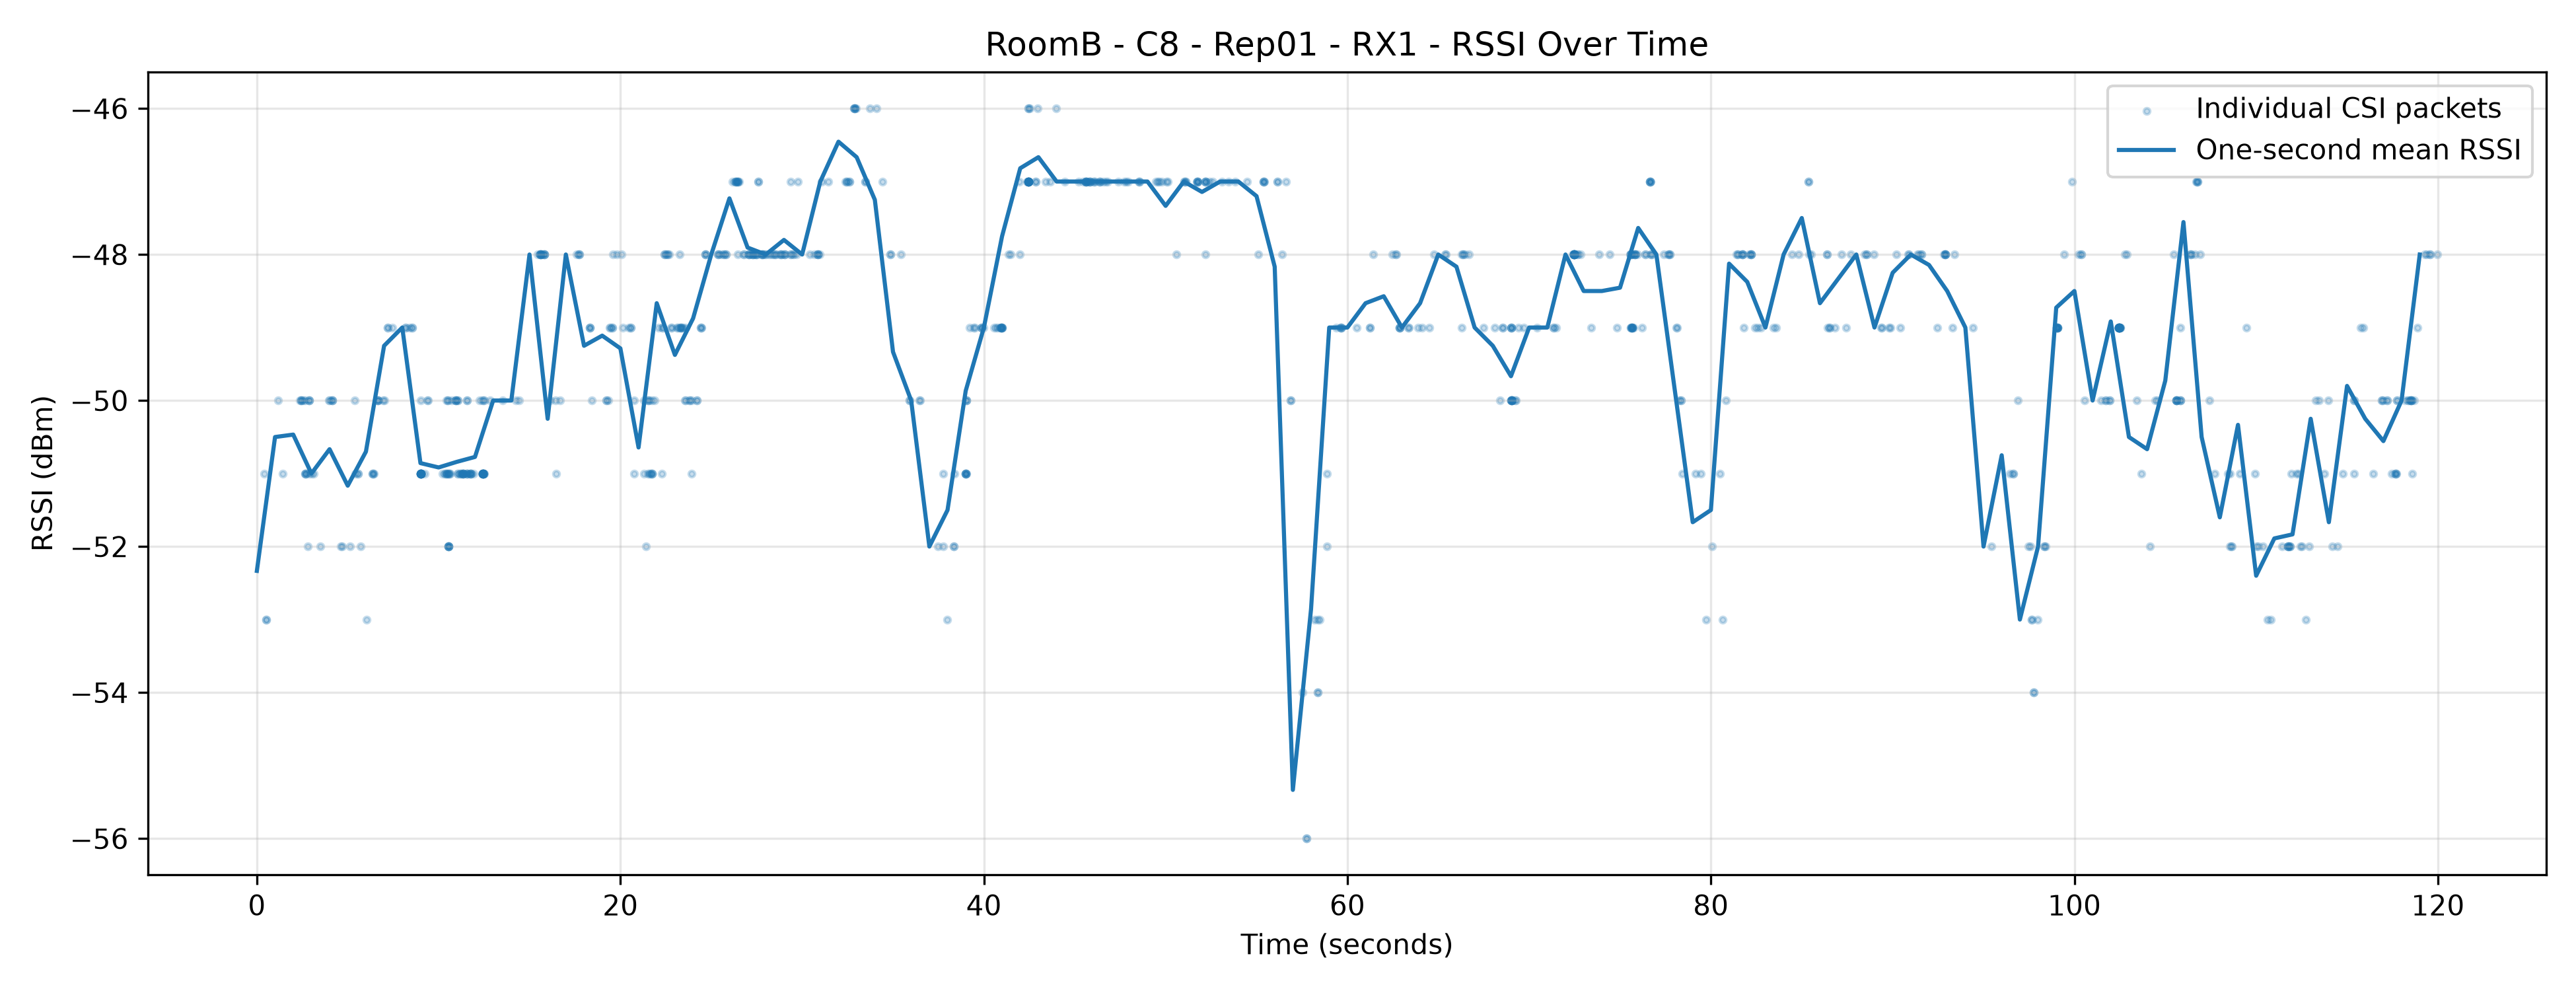 RoomB - C8 - Rep01 - RX1 - RSSI Over Time
Individual CSI packets
One-second mean RSSI
−46
−48
−50
−52
−54
−56
RSSI (dBm)
0 20 40 60 80 100 120
Time (seconds)